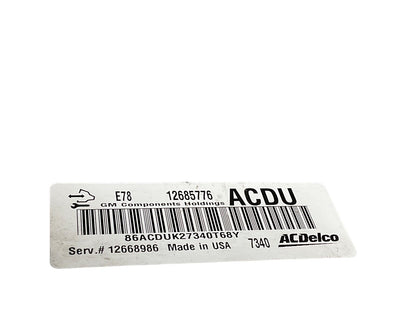 E78 12685776 ACDU
GM Components Holdings
86ACDUK27340T68Y
Serv.# 12668986 Made in USA 7340 ACDelco